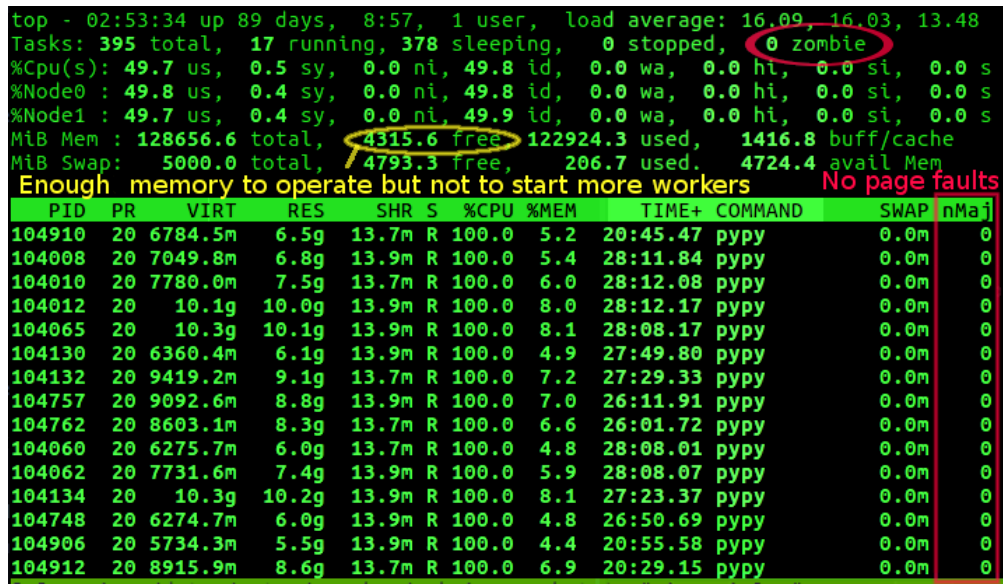 top - 02:53:34 up 89 days,  8:57,  1 user,  load average: 16.09, 16.03, 13.48
Tasks: 395 total,  17 running, 378 sleeping,  0 stopped,  0 zombie
%Cpu(s): 49.7 us,  0.5 sy,  0.0 ni, 49.8 id,  0.0 wa,  0.0 hi,  0.0 si,  0.0 s
%Node0 : 49.8 us,  0.4 sy,  0.0 ni, 49.8 id,  0.0 wa,  0.0 hi,  0.0 si,  0.0 s
%Node1 : 49.7 us,  0.4 sy,  0.0 ni, 49.9 id,  0.0 wa,  0.0 hi,  0.0 si,  0.0 s
MiB Mem : 128656.6 total,  4315.6 free, 122924.3 used,  1416.8 buff/cache
MiB Swap:  5000.0 total,  4793.3 free,  206.7 used.  4724.4 avail Mem
Enough memory to operate but not to start more workers No page faults
PID PR VIRT RES SHR S %CPU %MEM TIME+ COMMAND SWAP nMaj
104910 20 6784.5m 6.5g 13.7m R 100.0 5.2 20:45.47 pypy 0.0m 0
104008 20 7049.8m 6.8g 13.9m R 100.0 5.4 28:11.84 pypy 0.0m 0
104010 20 7780.0m 7.5g 13.7m R 100.0 6.0 28:12.08 pypy 0.0m 0
104012 20 10.1g 10.0g 13.9m R 100.0 8.0 28:12.17 pypy 0.0m 0
104065 20 10.3g 10.1g 13.9m R 100.0 8.1 28:08.17 pypy 0.0m 0
104130 20 6360.4m 6.1g 13.9m R 100.0 4.9 27:49.80 pypy 0.0m 0
104132 20 9419.2m 9.1g 13.7m R 100.0 7.2 27:29.33 pypy 0.0m 0
104757 20 9092.6m 8.8g 13.7m R 100.0 7.0 26:11.91 pypy 0.0m 0
104762 20 8603.1m 8.3g 13.7m R 100.0 6.6 26:01.72 pypy 0.0m 0
104060 20 6275.7m 6.0g 13.9m R 100.0 4.8 28:08.01 pypy 0.0m 0
104062 20 7731.6m 7.4g 13.7m R 100.0 5.9 28:08.07 pypy 0.0m 0
104134 20 10.3g 10.2g 13.9m R 100.0 8.1 27:23.37 pypy 0.0m 0
104748 20 6274.7m 6.0g 13.9m R 100.0 4.8 26:50.69 pypy 0.0m 0
104906 20 5734.3m 5.5g 13.9m R 100.0 4.4 20:55.58 pypy 0.0m 0
104912 20 8915.9m 8.6g 13.7m R 100.0 6.9 20:29.15 pypy 0.0m 0